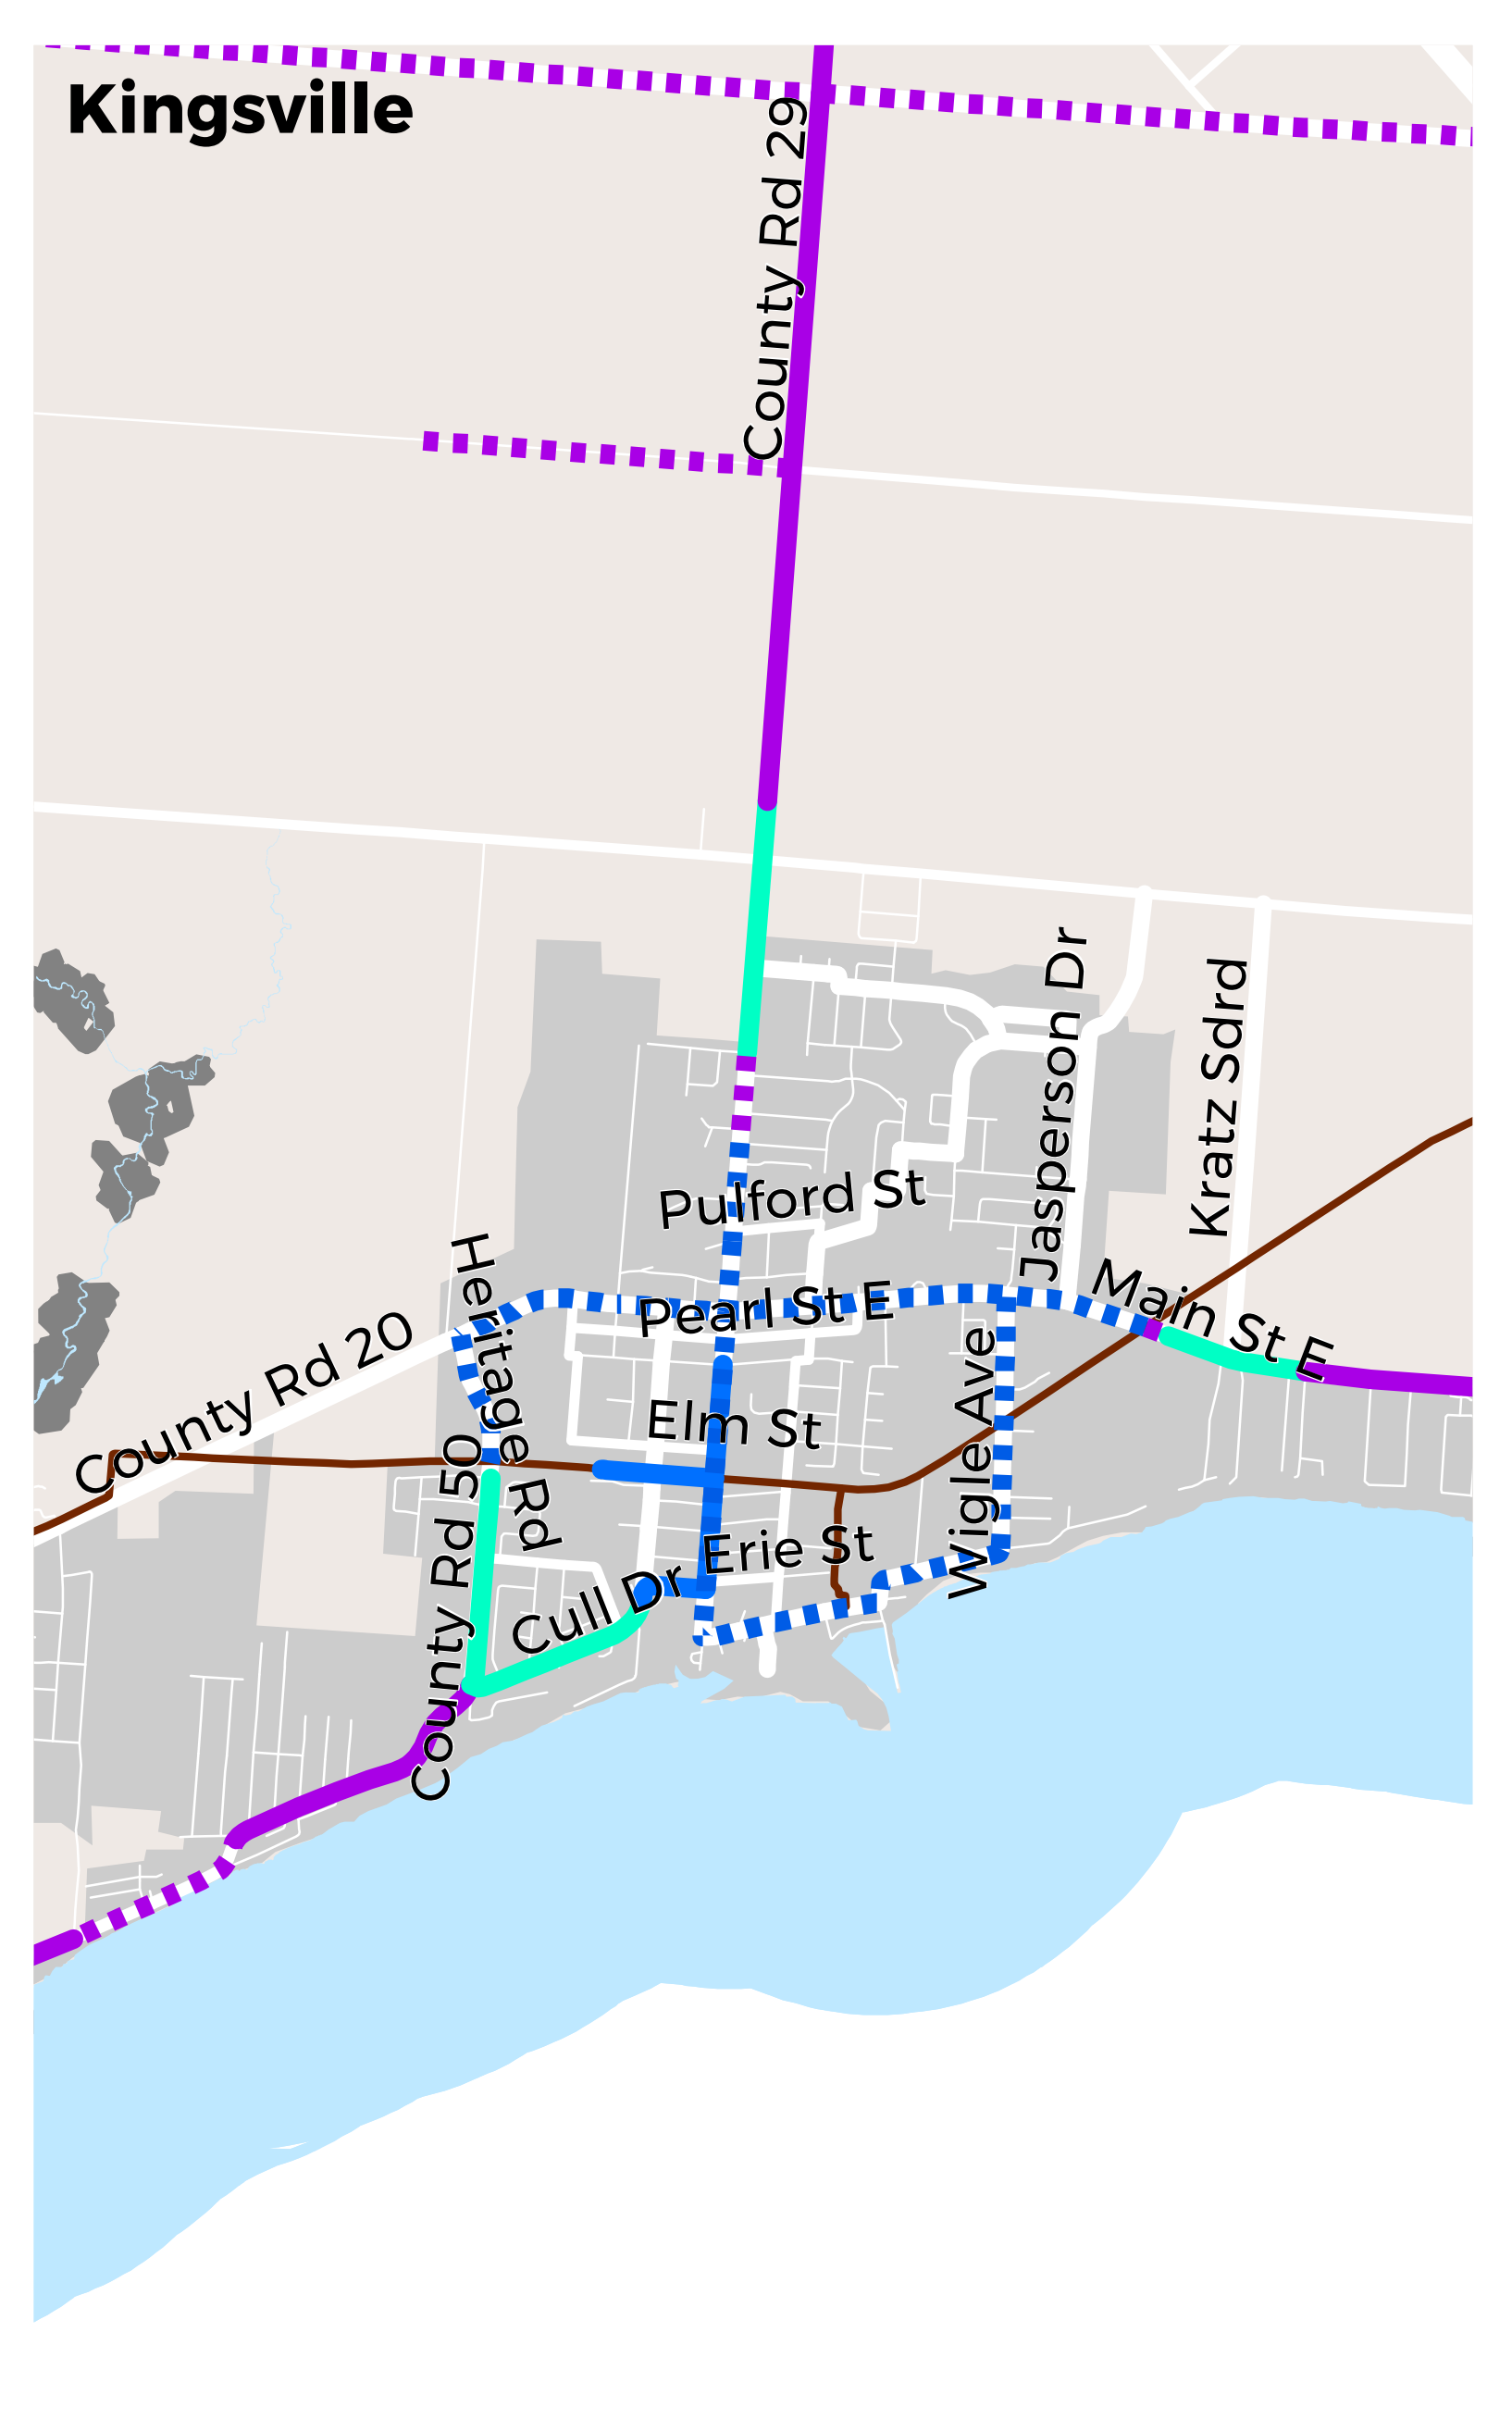 Kingsville
County Rd 29
Jasperson Dr
Kratz Sdrd
Pulford St
Heritage Rd
Pearl St E
Main St E
County Rd 20
Wigle Ave
Elm St
County Rd 50
Erie St
Cull Dr